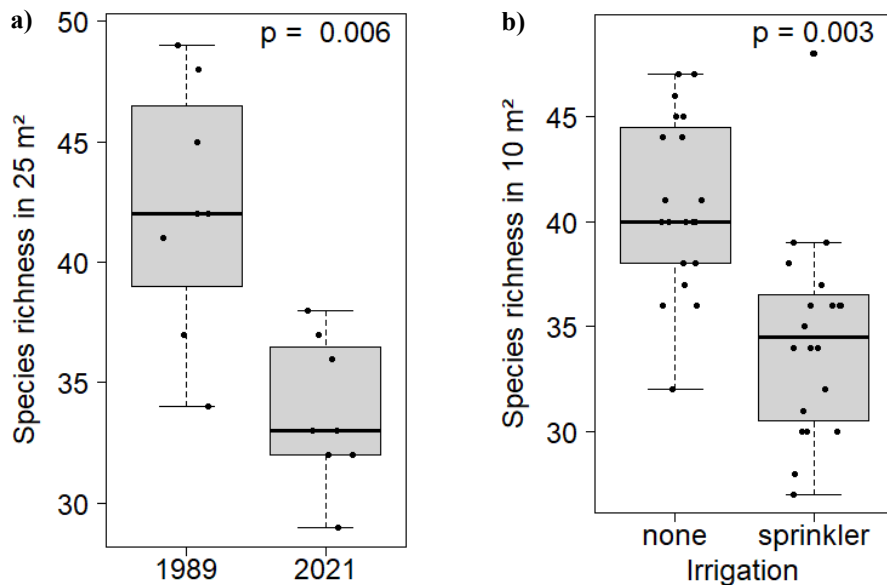 a)
p = 0.006
Species richness in 25 m²
50
45
40
35
30
1989 2021
b)
p = 0.003
Species richness in 10 m²
45
40
35
30
none sprinkler
Irrigation